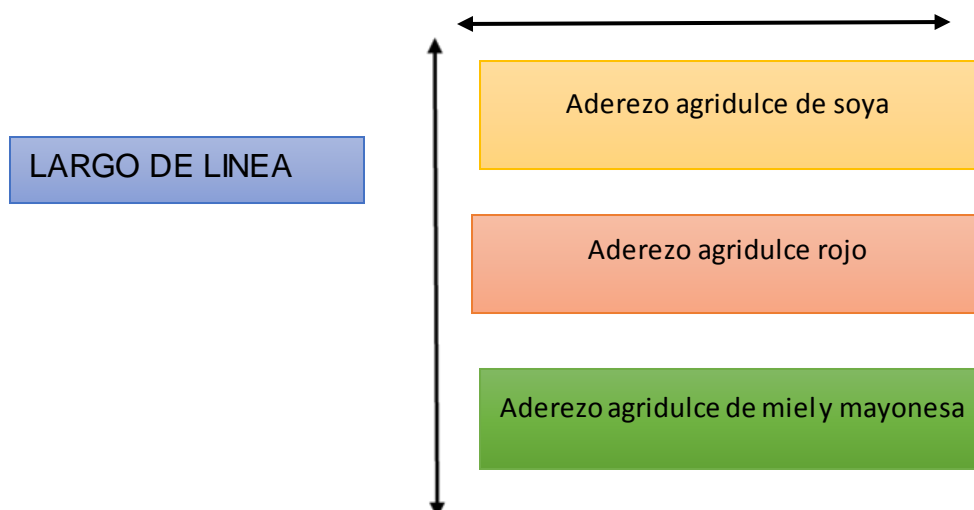 Aderezo agridulce de soya
LARGO DE LINEA
Aderezo agridulce rojo
Aderezo agridulce de miel y mayonesa